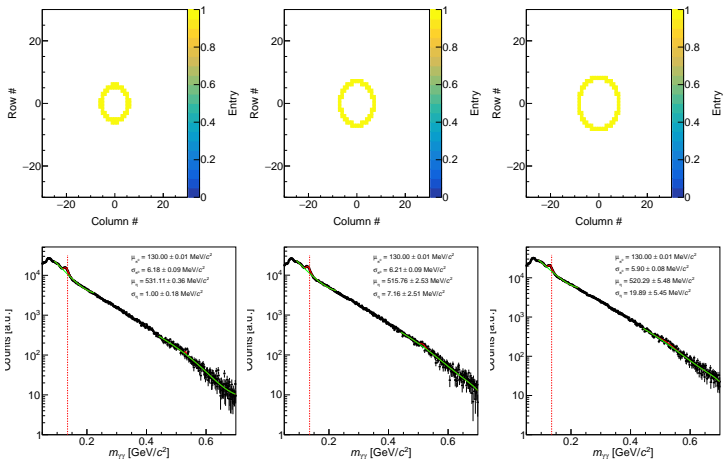 20
0
−20
Row #
−20 0 20
Column #
1
0.8
0.6
0.4
0.2
0
Entry
20
0
−20
Row #
−20 0 20
Column #
1
0.8
0.6
0.4
0.2
0
Entry
20
0
−20
Row #
−20 0 20
Column #
1
0.8
0.6
0.4
0.2
0
Entry
μπ⁰ = 130.00 ± 0.01 MeV/c²
σπ⁰ = 6.18 ± 0.09 MeV/c²
μη = 531.11 ± 0.36 MeV/c²
ση = 1.00 ± 0.18 MeV/c²
10⁴
10³
10²
10
1
Counts [a.u.]
0.2 0.4 0.6
mγγ [GeV/c²]
μπ⁰ = 130.00 ± 0.01 MeV/c²
σπ⁰ = 6.21 ± 0.09 MeV/c²
μη = 515.76 ± 2.53 MeV/c²
ση = 7.16 ± 2.51 MeV/c²
10⁴
10³
10²
10
1
Counts [a.u.]
0.2 0.4 0.6
mγγ [GeV/c²]
μπ⁰ = 130.00 ± 0.01 MeV/c²
σπ⁰ = 5.90 ± 0.08 MeV/c²
μη = 520.29 ± 5.48 MeV/c²
ση = 19.89 ± 5.45 MeV/c²
10⁴
10³
10²
10
1
Counts [a.u.]
0.2 0.4 0.6
mγγ [GeV/c²]